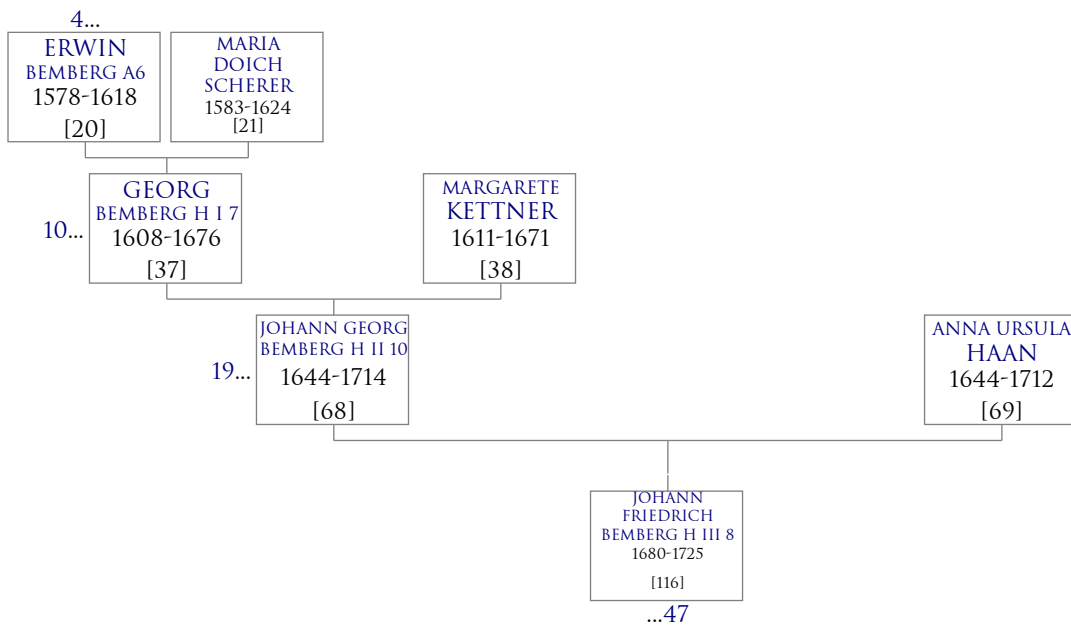 4...
ERWIN
BEMBERG A6
1578-1618
[20]
MARIA
DOICH
SCHERER
1583-1624
[21]
10...
GEORG
BEMBERG H I 7
1608-1676
[37]
MARGARETE
KETTNER
1611-1671
[38]
19...
JOHANN GEORG
BEMBERG H II 10
1644-1714
[68]
ANNA URSULA
HAAN
1644-1712
[69]
JOHANN
FRIEDRICH
BEMBERG H III 8
1680-1725
[116]
...47